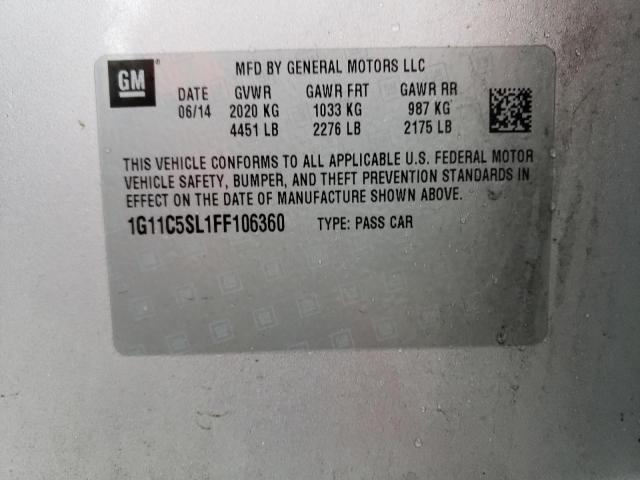 GM
MFD BY GENERAL MOTORS LLC
DATE GVWR GAWR FRT GAWR RR
06/14 2020 KG 1033 KG 987 KG
4451 LB 2276 LB 2175 LB
THIS VEHICLE CONFORMS TO ALL APPLICABLE U.S. FEDERAL MOTOR
VEHICLE SAFETY, BUMPER, AND THEFT PREVENTION STANDARDS IN
EFFECT ON THE DATE OF MANUFACTURE SHOWN ABOVE.
1G11C5SL1FF106360 TYPE: PASS CAR